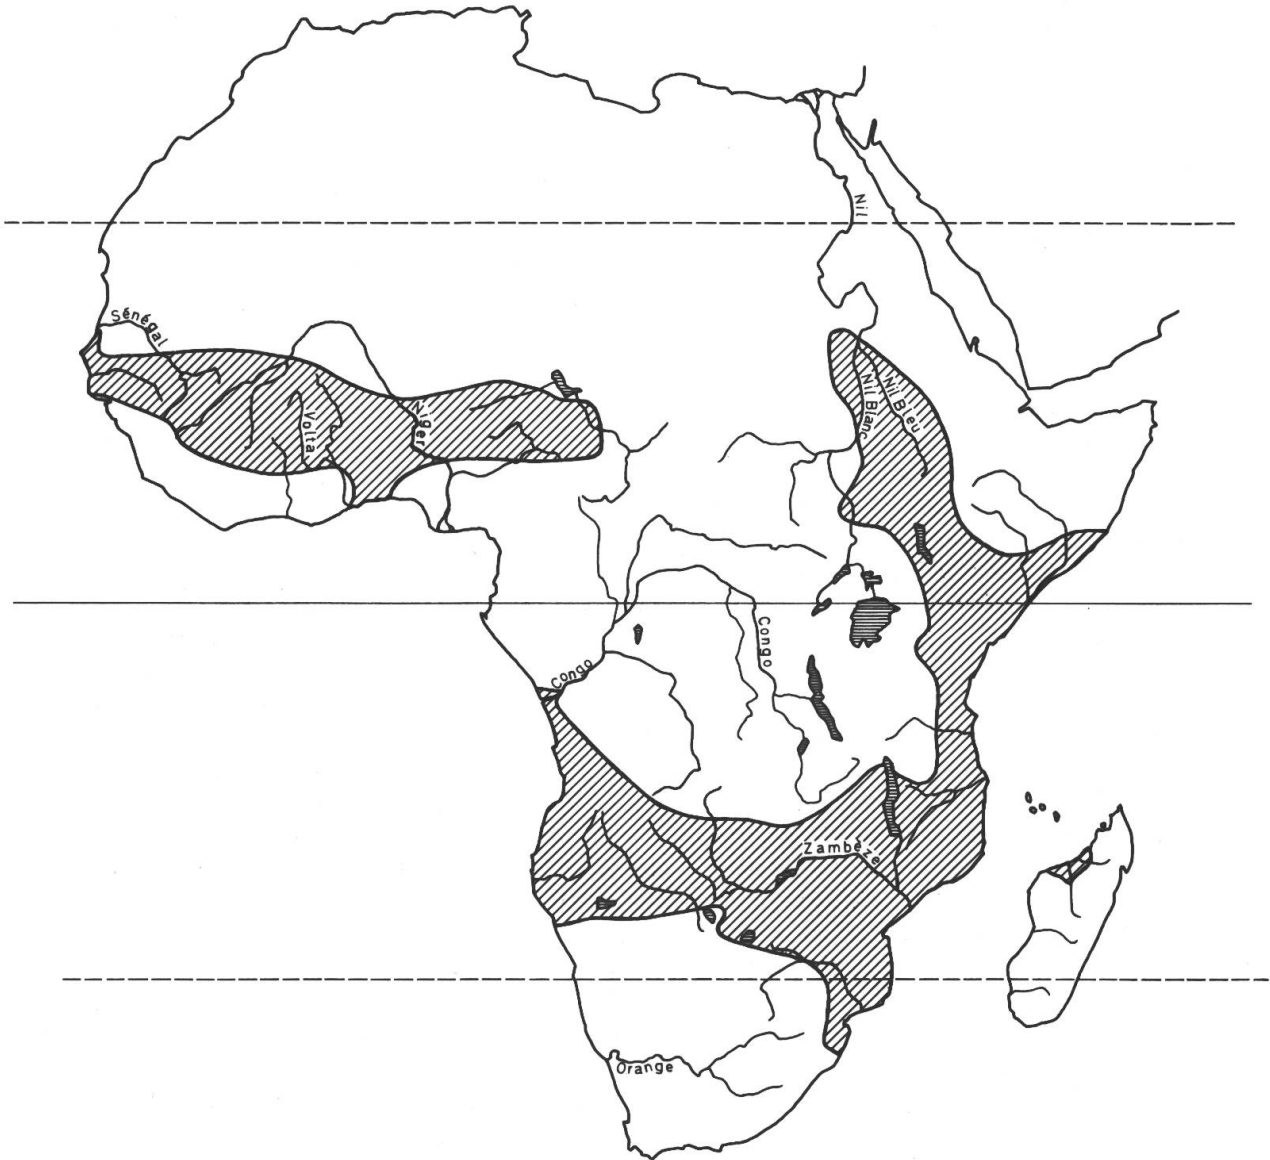 Nil
Sénégal
Nil Blanc
Nil Bleu
Niger
Volta
Congo
Congo
Zambèze
Orange